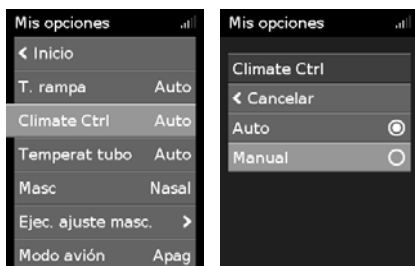 Mis opciones
< Inicio
T. rampa Auto
Climate Ctrl Auto
Temperat tubo Auto
Masc Nasal
Ejec. ajuste masc. >
Modo avión Apag
Mis opciones
Climate Ctrl
< Cancelar
Auto
Manual